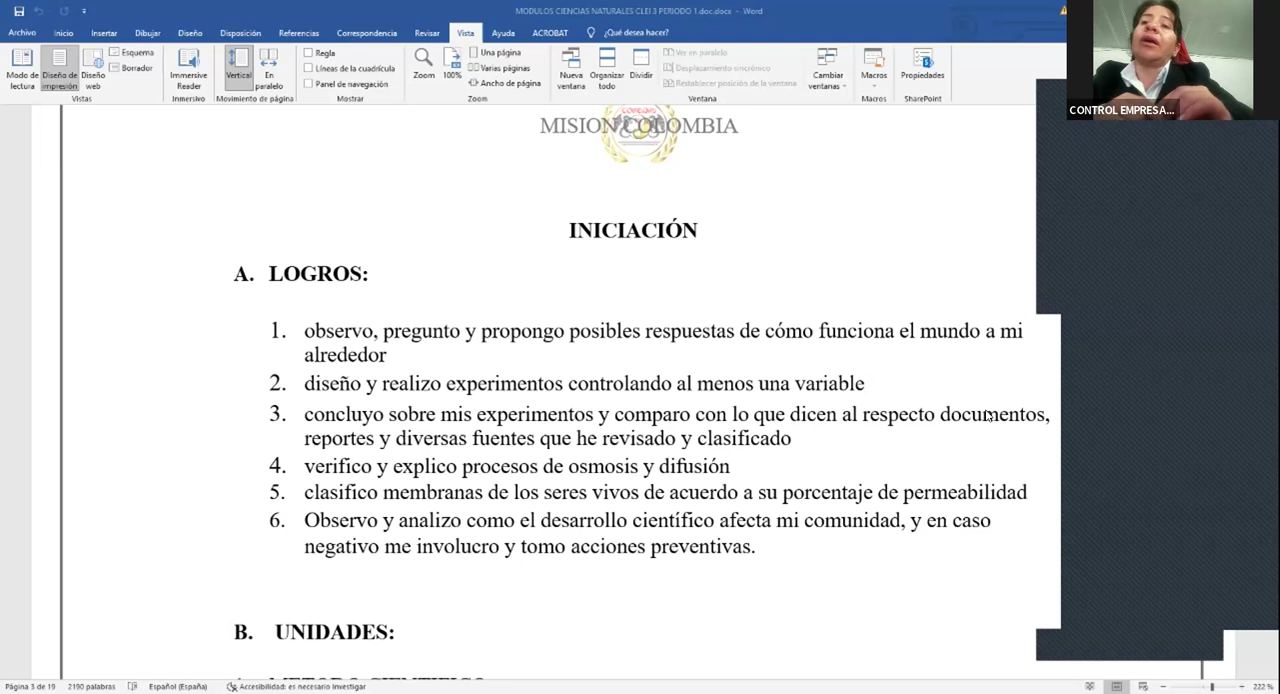 MODULOS CIENCIAS NATURALES CLEI 3 PERIODO 1.doc.docx - Word
Archivo Inicio Insertar Dibujar Diseño Disposición Referencias Correspondencia Revisar Vista Ayuda ACROBAT ¿Qué desea hacer?
Modo de lectura
Diseño de impresión
Diseño web
Esquema
Borrador
Vistas
Immersive Reader
Inmersivo
Vertical
En paralelo
Movimiento de página
Regla
Líneas de la cuadrícula
Panel de navegación
Mostrar
Zoom
100%
Una página
Varias páginas
Ancho de página
Zoom
Nueva ventana
Organizar todo
Dividir
Ver en paralelo
Desplazamiento sincrónico
Restablecer posición de la ventana
Ventana
Cambiar ventanas
Macros
Macros
Propiedades
SharePoint
CONTROL EMPRESA...
MISION COLOMBIA
INICIACIÓN
A. LOGROS:
1. observo, pregunto y propongo posibles respuestas de cómo funciona el mundo a mi
alrededor
2. diseño y realizo experimentos controlando al menos una variable
3. concluyo sobre mis experimentos y comparo con lo que dicen al respecto documentos,
reportes y diversas fuentes que he revisado y clasificado
4. verifico y explico procesos de osmosis y difusión
5. clasifico membranas de los seres vivos de acuerdo a su porcentaje de permeabilidad
6. Observo y analizo como el desarrollo científico afecta mi comunidad, y en caso
negativo me involucro y tomo acciones preventivas.
B. UNIDADES:
Página 3 de 19 2190 palabras Español (España) Accesibilidad: es necesario investigar 222 %